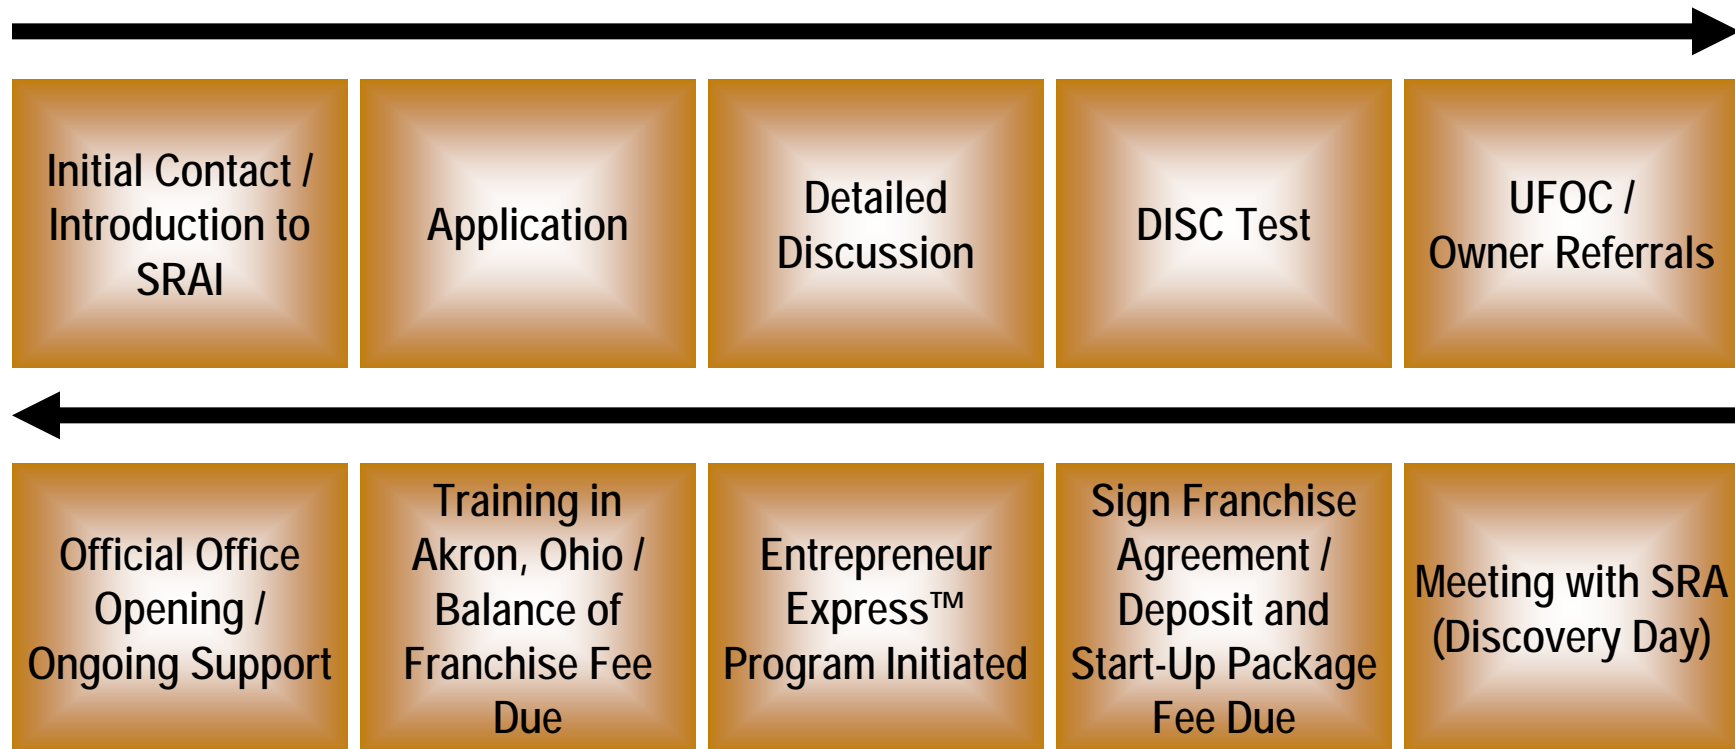 Initial Contact /
Introduction to
SRAI
Application
Detailed
Discussion
DISC Test
UFOC /
Owner Referrals
Official Office
Opening /
Ongoing Support
Training in
Akron, Ohio /
Balance of
Franchise Fee
Due
Entrepreneur
Express™
Program Initiated
Sign Franchise
Agreement /
Deposit and
Start-Up Package
Fee Due
Meeting with SRA
(Discovery Day)